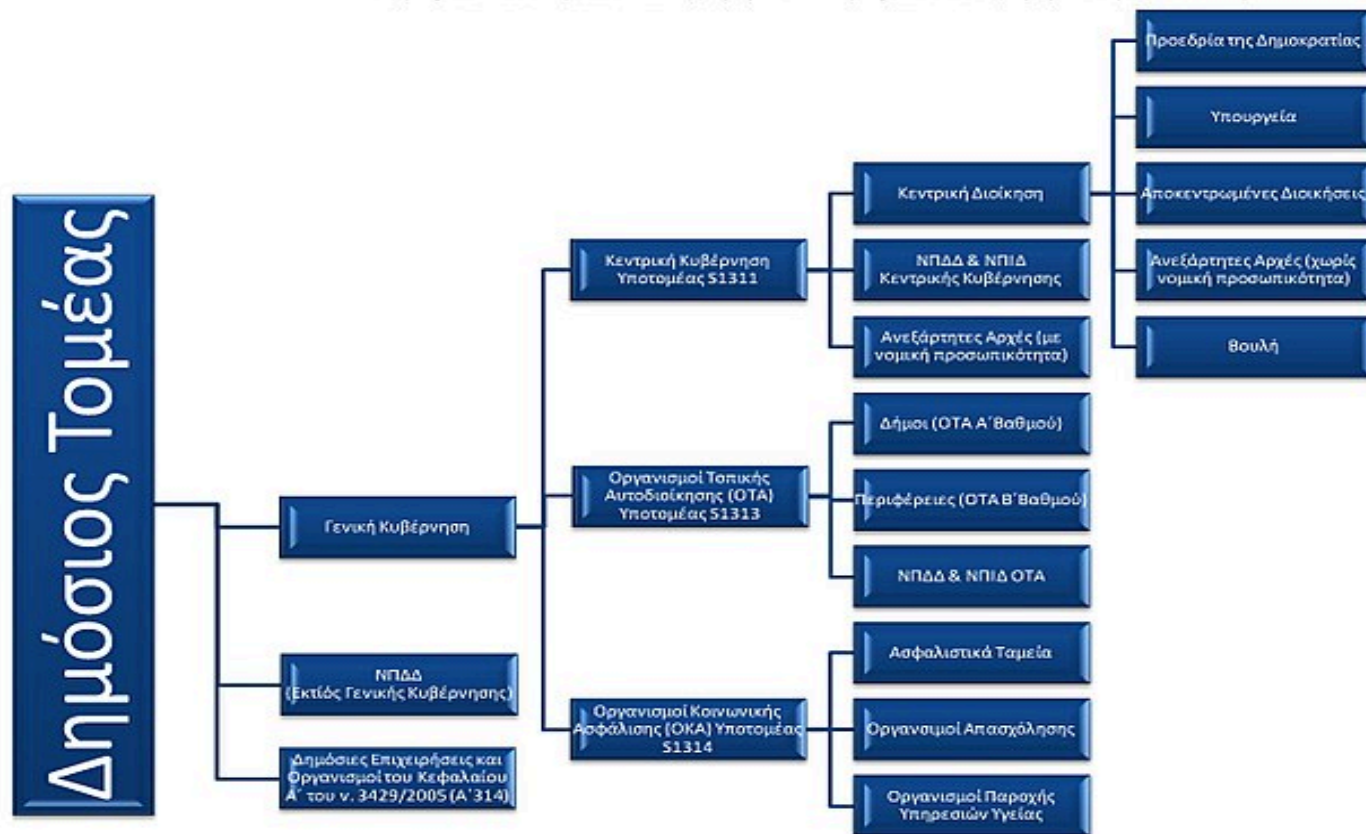 Δημόσιος Τομέας
Γενική Κυβέρνηση
ΝΠΔΔ
(Εκτίός Γενικής Κυβέρνησης)
Δημόσιες Επιχειρήσεις και
Οργανισμοί του Κεφαλαίου
Α΄ του ν. 3429/2005 (Α΄314)
Κεντρική Κυβέρνηση
Υποτομέας S1311
Οργανισμοί Τοπικής
Αυτοδιοίκησης (ΟΤΑ)
Υποτομέας S1313
Οργανισμοί Κοινωνικής
Ασφάλισης (ΟΚΑ) Υποτομέας
S1314
Κεντρική Διοίκηση
ΝΠΔΔ & ΝΠΙΔ
Κεντρικής Κυβέρνησης
Ανεξάρτητες Αρχές (με
νομική προσωπικότητα)
Δήμοι (ΟΤΑ Α΄Βαθμού)
Περιφέρειες (ΟΤΑ Β΄Βαθμού)
ΝΠΔΔ & ΝΠΙΔ ΟΤΑ
Ασφαλιστικά Ταμεία
Οργανσιμοί Απασχόλησης
Οργανισμοί Παροχής
Υπηρεσιών Υγείας
Προεδρία της Δημοκρατίας
Υπουργεία
Αποκεντρωμένες Διοικήσεις
Ανεξάρτητες Αρχές (χωρίς
νομική προσωπικότητα)
Βουλή